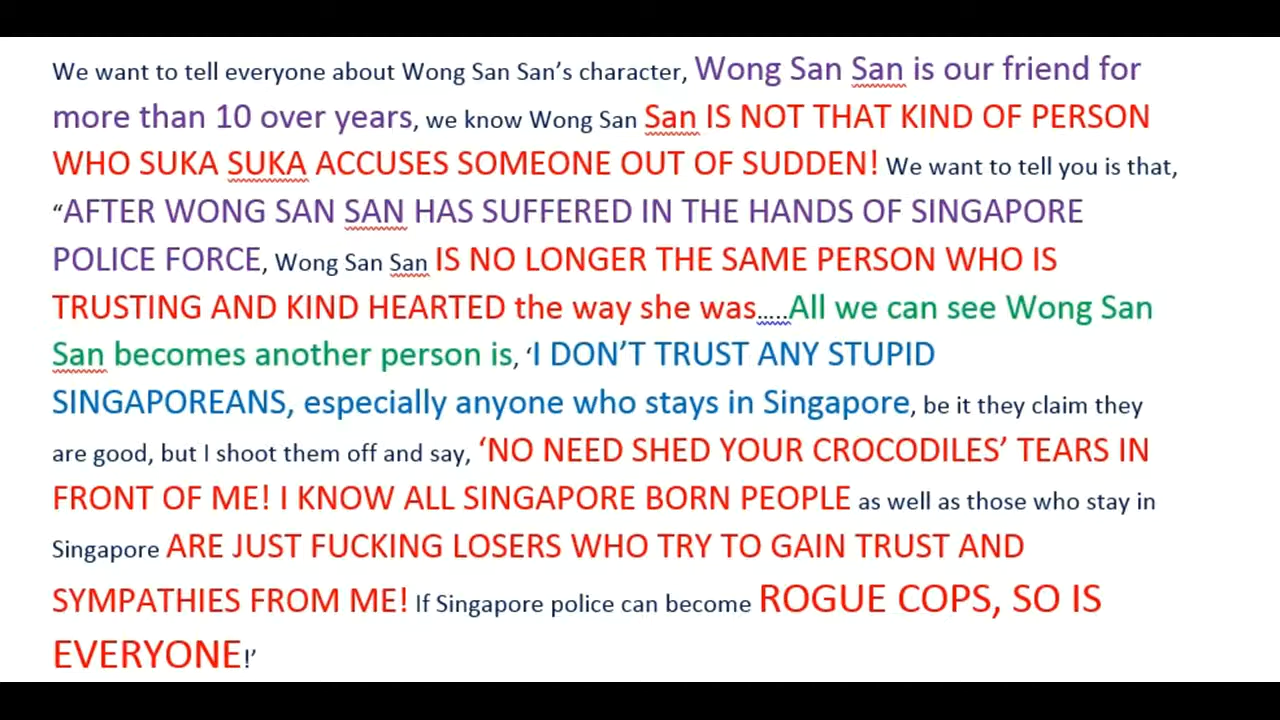 We want to tell everyone about Wong San San’s character, Wong San San is our friend for
more than 10 over years, we know Wong San San IS NOT THAT KIND OF PERSON
WHO SUKA SUKA ACCUSES SOMEONE OUT OF SUDDEN! We want to tell you is that,
“AFTER WONG SAN SAN HAS SUFFERED IN THE HANDS OF SINGAPORE
POLICE FORCE, Wong San San IS NO LONGER THE SAME PERSON WHO IS
TRUSTING AND KIND HEARTED the way she was…..All we can see Wong San
San becomes another person is, ‘I DON’T TRUST ANY STUPID
SINGAPOREANS, especially anyone who stays in Singapore, be it they claim they
are good, but I shoot them off and say, ‘NO NEED SHED YOUR CROCODILES’ TEARS IN
FRONT OF ME! I KNOW ALL SINGAPORE BORN PEOPLE as well as those who stay in
Singapore ARE JUST FUCKING LOSERS WHO TRY TO GAIN TRUST AND
SYMPATHIES FROM ME! If Singapore police can become ROGUE COPS, SO IS
EVERYONE!’